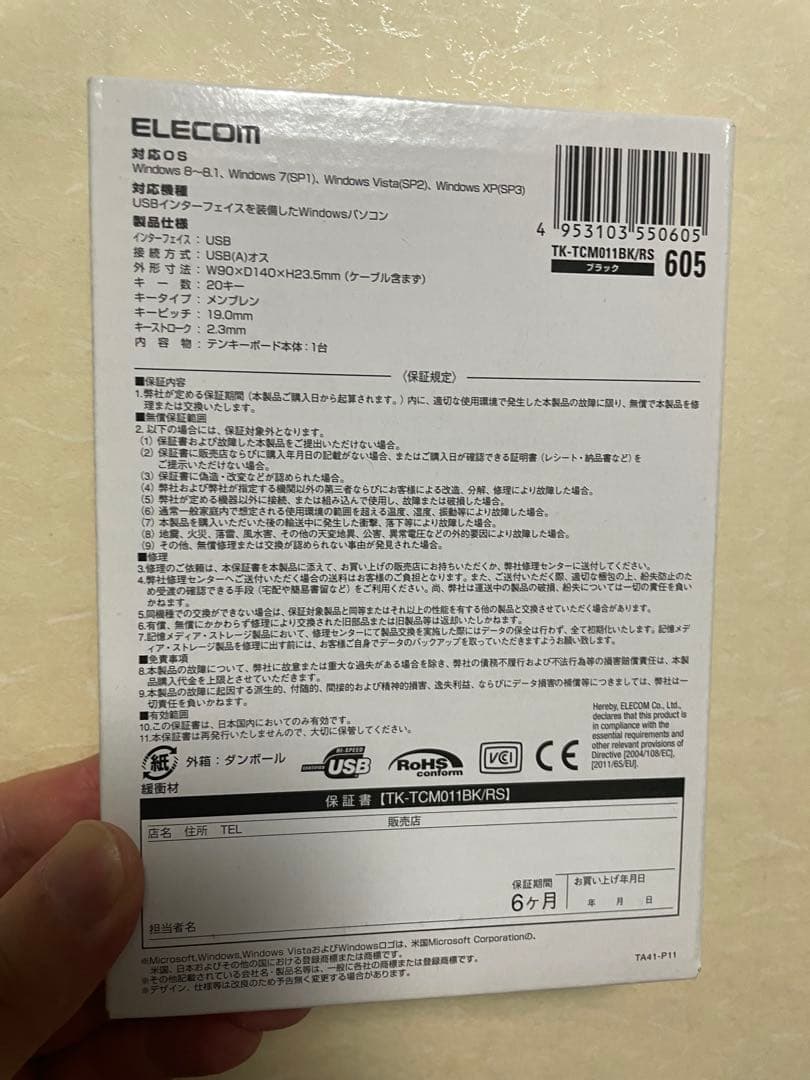 ELECOM
対応OS
Windows 8～8.1、Windows 7(SP1)、Windows Vista(SP2)、Windows XP(SP3)
対応機種
USBインターフェイスを装備したWindowsパソコン
製品仕様
インターフェイス：USB
接続方式：USB(A)オス
外形寸法：W90×D140×H23.5mm（ケーブル含まず）
キー数：20キー
キータイプ：メンブレン
キーピッチ：19.0mm
キーストローク：2.3mm
内容物：テンキーボード本体：1台
4 953103 550605
TK-TCM011BK/RS
ブラック
605
〈保証規定〉
■保証内容
1.弊社が定める保証期間（本製品ご購入日から起算されます。）内に、適切な使用環境で発生した本製品の故障に限り、無償で本製品を修
理または交換いたします。
■無償保証範囲
2.以下の場合には、保証対象外となります。
(1) 保証書および故障した本製品をご提出いただけない場合。
(2) 保証書に販売店ならびに購入年月日の記載がない場合、またはご購入日が確認できる証明書（レシート・納品書など）を
ご提示いただけない場合。
(3) 保証書に偽造・改変などが認められた場合。
(4) 弊社および弊社が指定する機関以外の第三者ならびにお客様による改造、分解、修理により故障した場合。
(5) 弊社が定める機器以外に接続、または組み込んで使用し、故障または破損した場合。
(6) 通常一般家庭内で想定される使用環境の範囲を超える温度、湿度、振動等により故障した場合。
(7) 本製品を購入いただいた後の輸送中に発生した衝撃、落下等により故障した場合。
(8) 地震、火災、落雷、風水害、その他の天変地異、公害、異常電圧などの外的要因により故障した場合。
(9) その他、無償修理または交換が認められない事由が発見された場合。
■修理
3.修理のご依頼は、本保証書を本製品に添えて、お買い上げの販売店にお持ちいただくか、弊社修理センターに送付してください。
4.弊社修理センターへご送付いただく場合の送料はお客様のご負担となります。また、ご送付いただく際、適切な梱包の上、紛失防止のた
め受渡の確認できる手段（宅配や簡易書留など）をご利用ください。尚、弊社は運送中の製品の破損、紛失については一切の責任を負い
かねます。
5.同機種での交換ができない場合は、保証対象製品と同等またはそれ以上の性能を有する他の製品と交換させていただく場合があります。
6.有償、無償にかかわらず修理により交換された旧部品または旧製品等は返却いたしかねます。
7.記憶メディア・ストレージ製品において、修理センターにて製品交換を実施した際にはデータの保全は行わず、全て初期化いたします。記憶メデ
ィア・ストレージ製品を修理に出す前には、お客様ご自身でデータのバックアップを取っていただきますようお願い致します。
■免責事項
8.本製品の故障について、弊社に故意または重大な過失がある場合を除き、弊社の債務不履行および不法行為等の損害賠償責任は、本製
品購入代金を上限とさせていただきます。
9.本製品の故障に起因する派生的、付随的、間接的および精神的損害、逸失利益、ならびにデータ損害の補償等につきましては、弊社は一
切責任を負いかねます。
■有効範囲
10.この保証書は、日本国内においてのみ有効です。
11.本保証書は再発行いたしませんので、大切に保管してください。
紙
外箱：ダンボール
緩衝材
HI-SPEED
CERTIFIED
USB
RoHS
conform
VCI
CE
Hereby, ELECOM Co., Ltd.,
declares that this product is
in compliance with the
essential requirements and
other relevant provisions of
Directive [2004/108/EC],
[2011/65/EU].
保証書【TK-TCM011BK/RS】
店名 住所 TEL
販売店
担当者名
保証期間
6ヶ月
お買い上げ年月日
年 月 日
※Microsoft,Windows,Windows VistaおよびWindowsロゴは、米国Microsoft Corporationの、
米国、日本およびその他の国における登録商標または商標です。
※その他記載されている会社名・製品名等は、一般に各社の商標または登録商標です。
※デザイン、仕様等は改良のため予告無く変更する場合があります。
TA41-P11